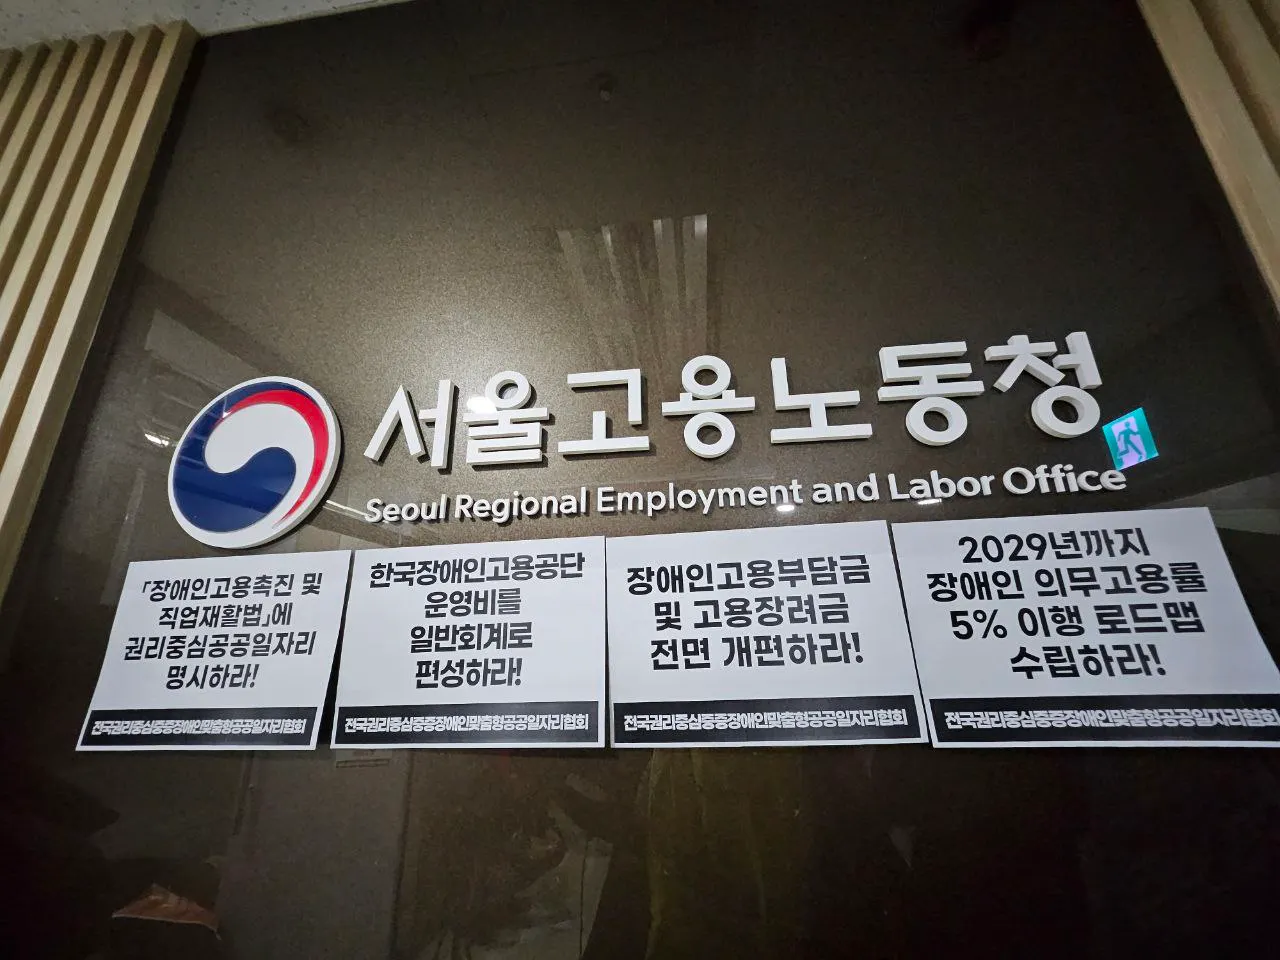 서울고용노동청
Seoul Regional Employment and Labor Office
「장애인고용촉진 및
직업재활법」에
권리중심공공일자리
명시하라!
전국권리중심중증장애인맞춤형공공일자리협회
한국장애인고용공단
운영비를
일반회계로
편성하라!
전국권리중심중증장애인맞춤형공공일자리협회
장애인고용부담금
및 고용장려금
전면 개편하라!
전국권리중심중증장애인맞춤형공공일자리협회
2029년까지
장애인 의무고용률
5% 이행 로드맵
수립하라!
전국권리중심중증장애인맞춤형공공일자리협회